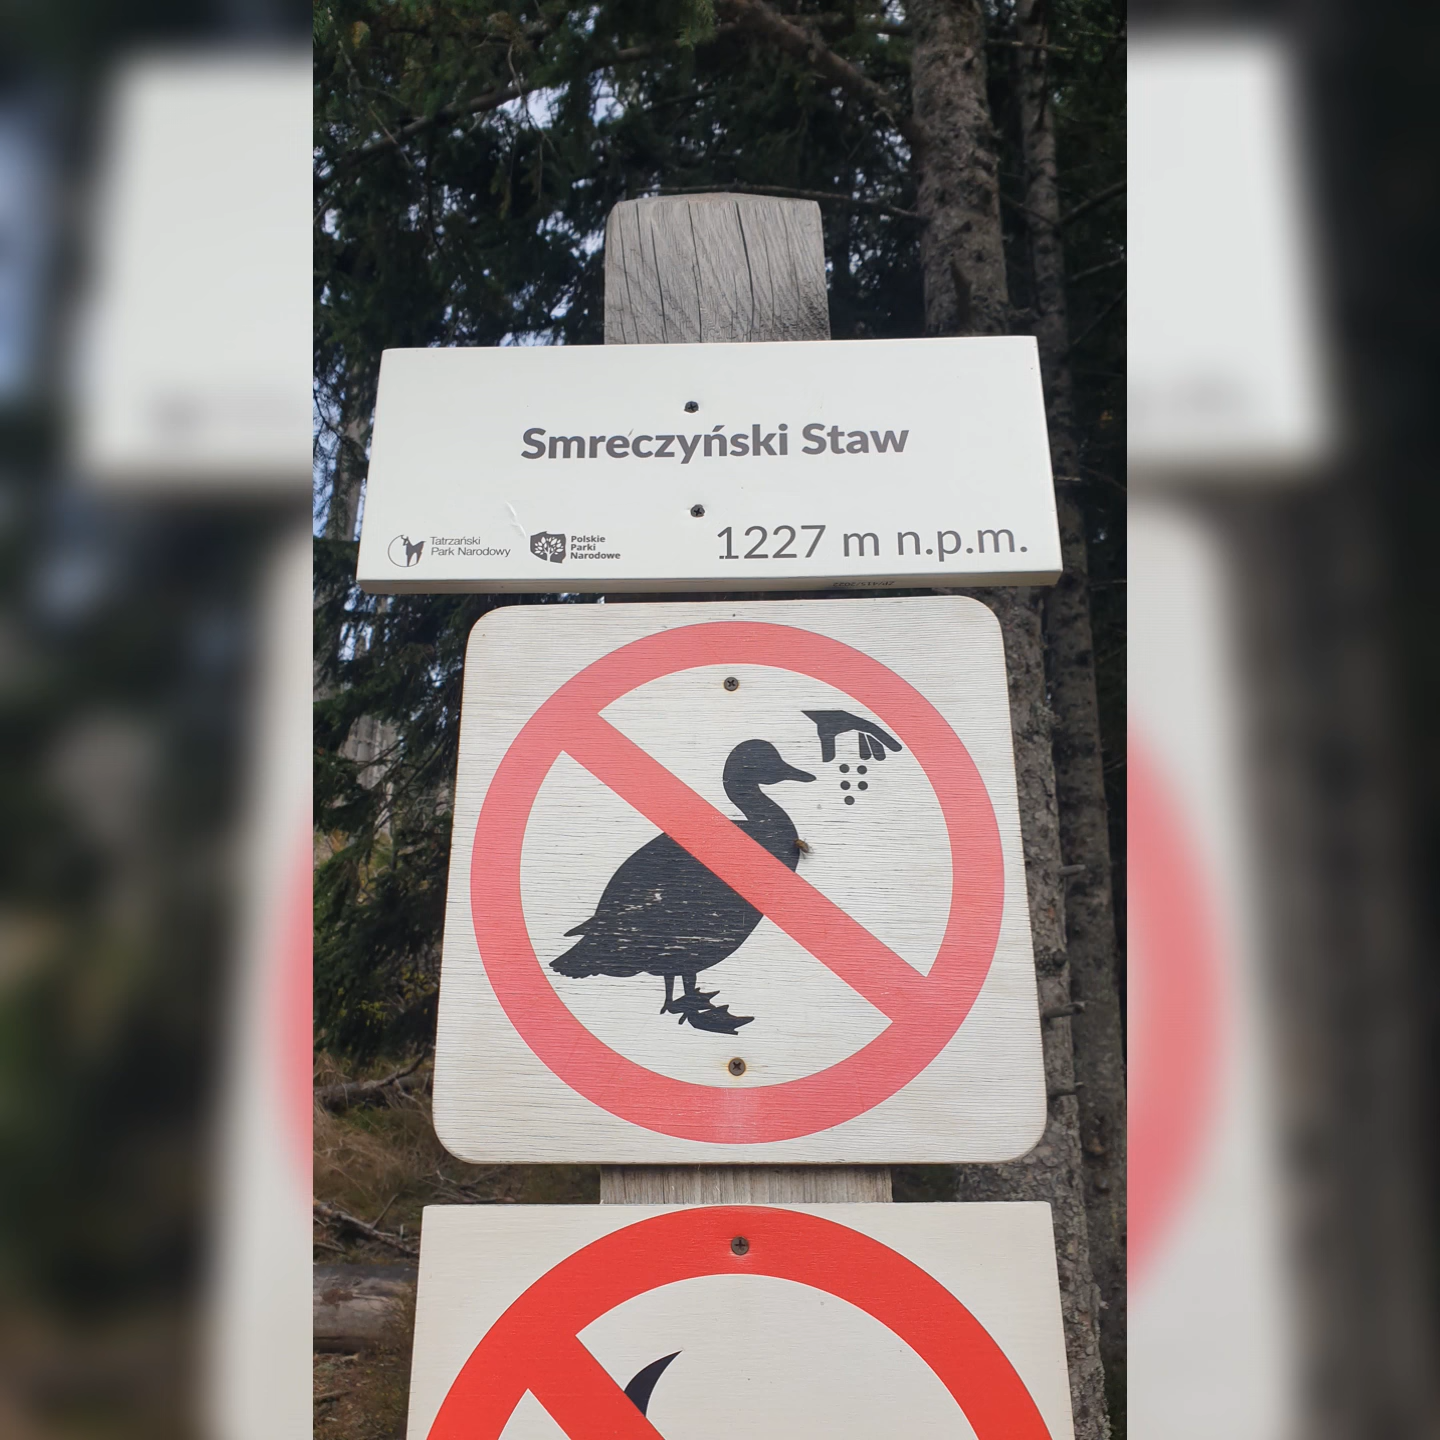 Smreczyński Staw
Tatrzański
Park Narodowy
Polskie
Parki
Narodowe
1227 m n.p.m.